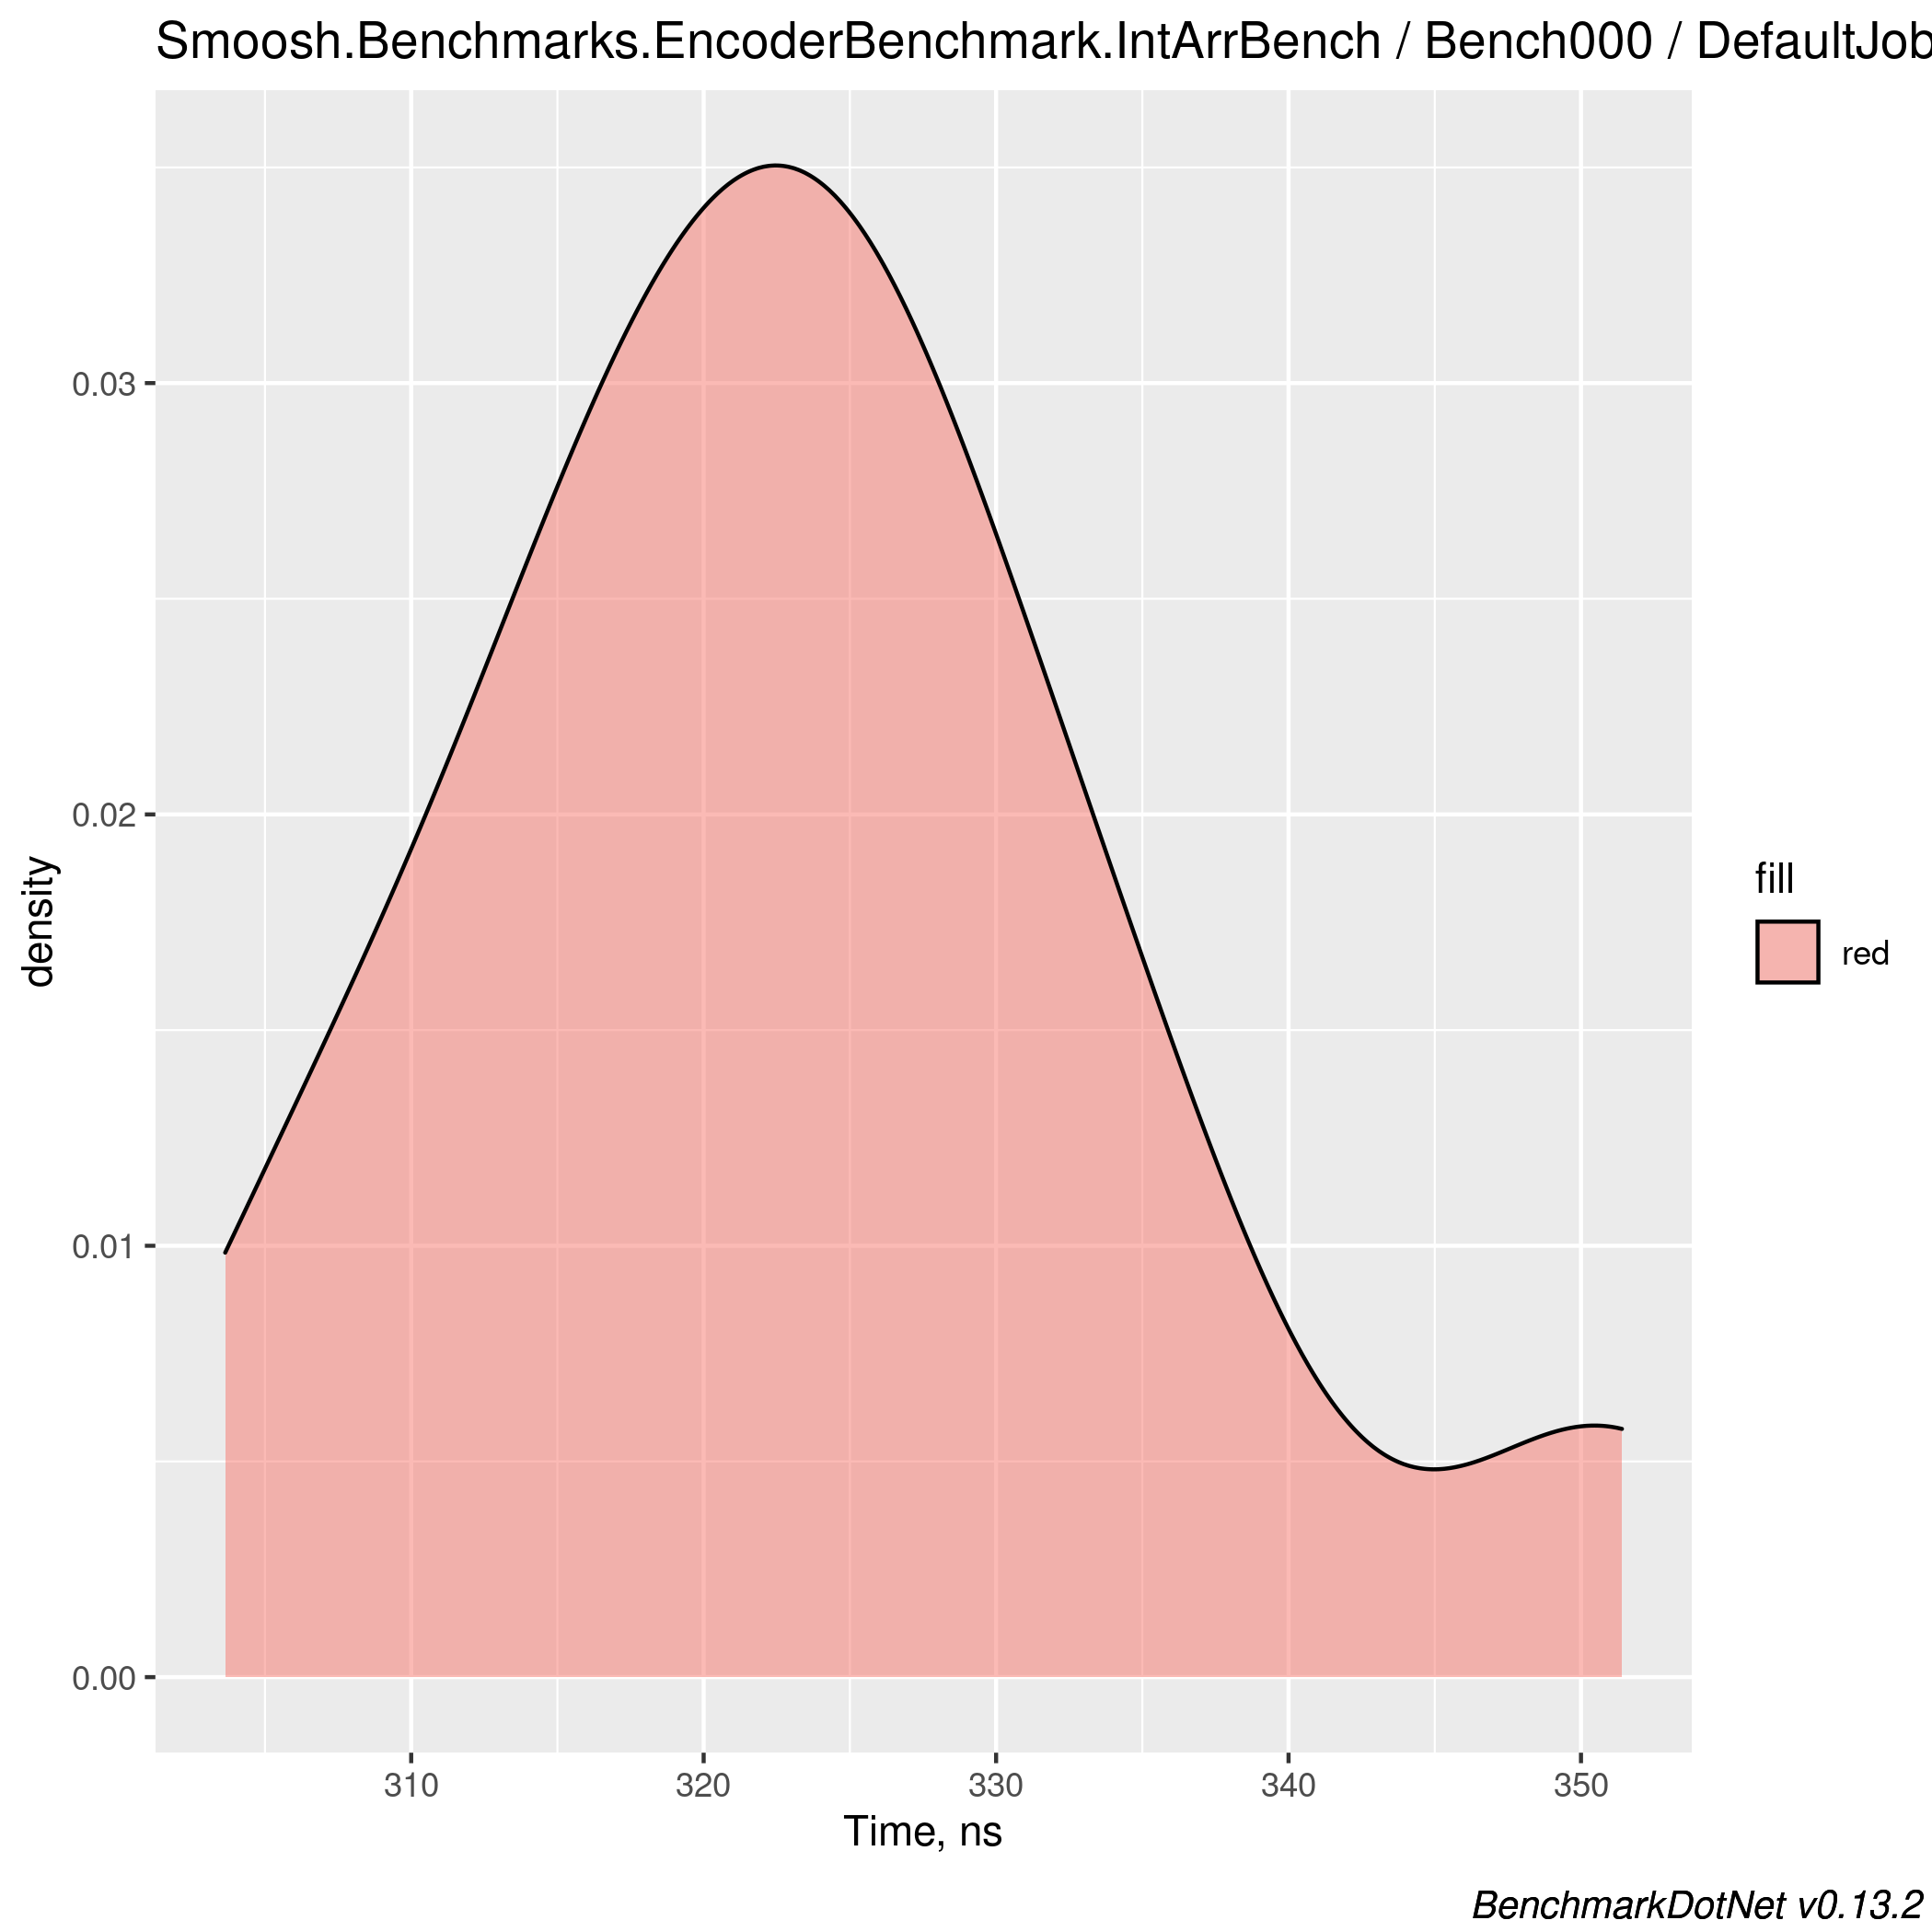 Smoosh.Benchmarks.EncoderBenchmark.IntArrBench / Bench000 / DefaultJob
density
0.03
0.02
0.01
0.00
310 320 330 340 350
Time, ns
fill
red
BenchmarkDotNet v0.13.2